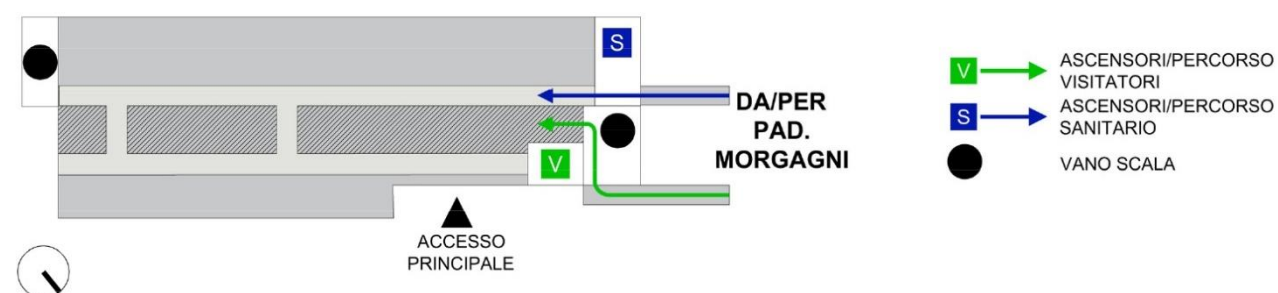 S
DA/PER
PAD.
MORGAGNI
V
ACCESSO
PRINCIPALE
V
ASCENSORI/PERCORSO
VISITATORI
S
ASCENSORI/PERCORSO
SANITARIO
VANO SCALA